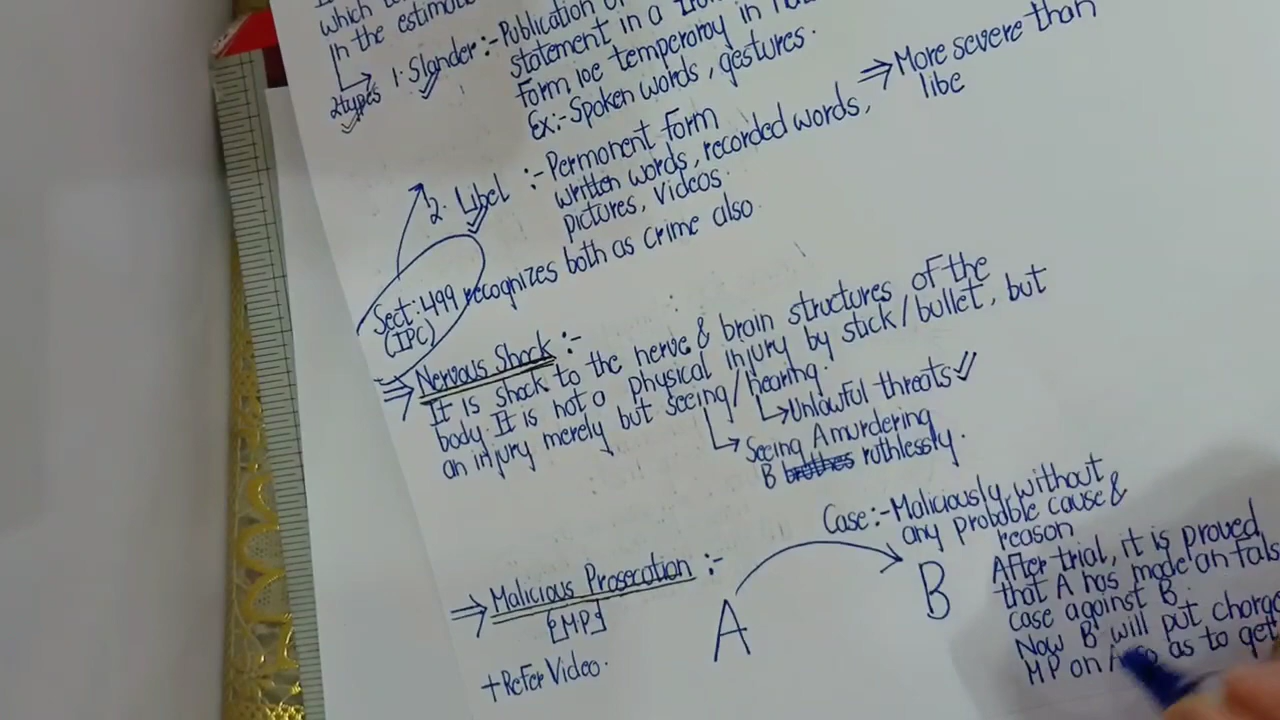 which
in the estimat
2types
1. Slander :- Publication
statement in a
form ice temperoroy in
Ex:- Spoken words, gestures.
2. Libel :- Permonent form
written words, recorded words,
pictures, videos.
⇒ More severe than
libe
Sect: 499 recognizes both as crime also
(IPC)
⇒ Nervous Shock :-
It is shock to the nerve & brain structures of the
body. It is not a physical injury by stick/bullet, but
an injury merely but seeing/hearing.
Unlawful threats ✓
Seeing A murdering
B ruthlessly.
⇒ Malicious Prosecation :-
[MP]
+ Refer Video.
A
B
Case :- Maliciously, without
any probable cause &
reason
After trial, it is proved
that A has made an fals
case against B.
Now B will put charge
MP on A so as to get